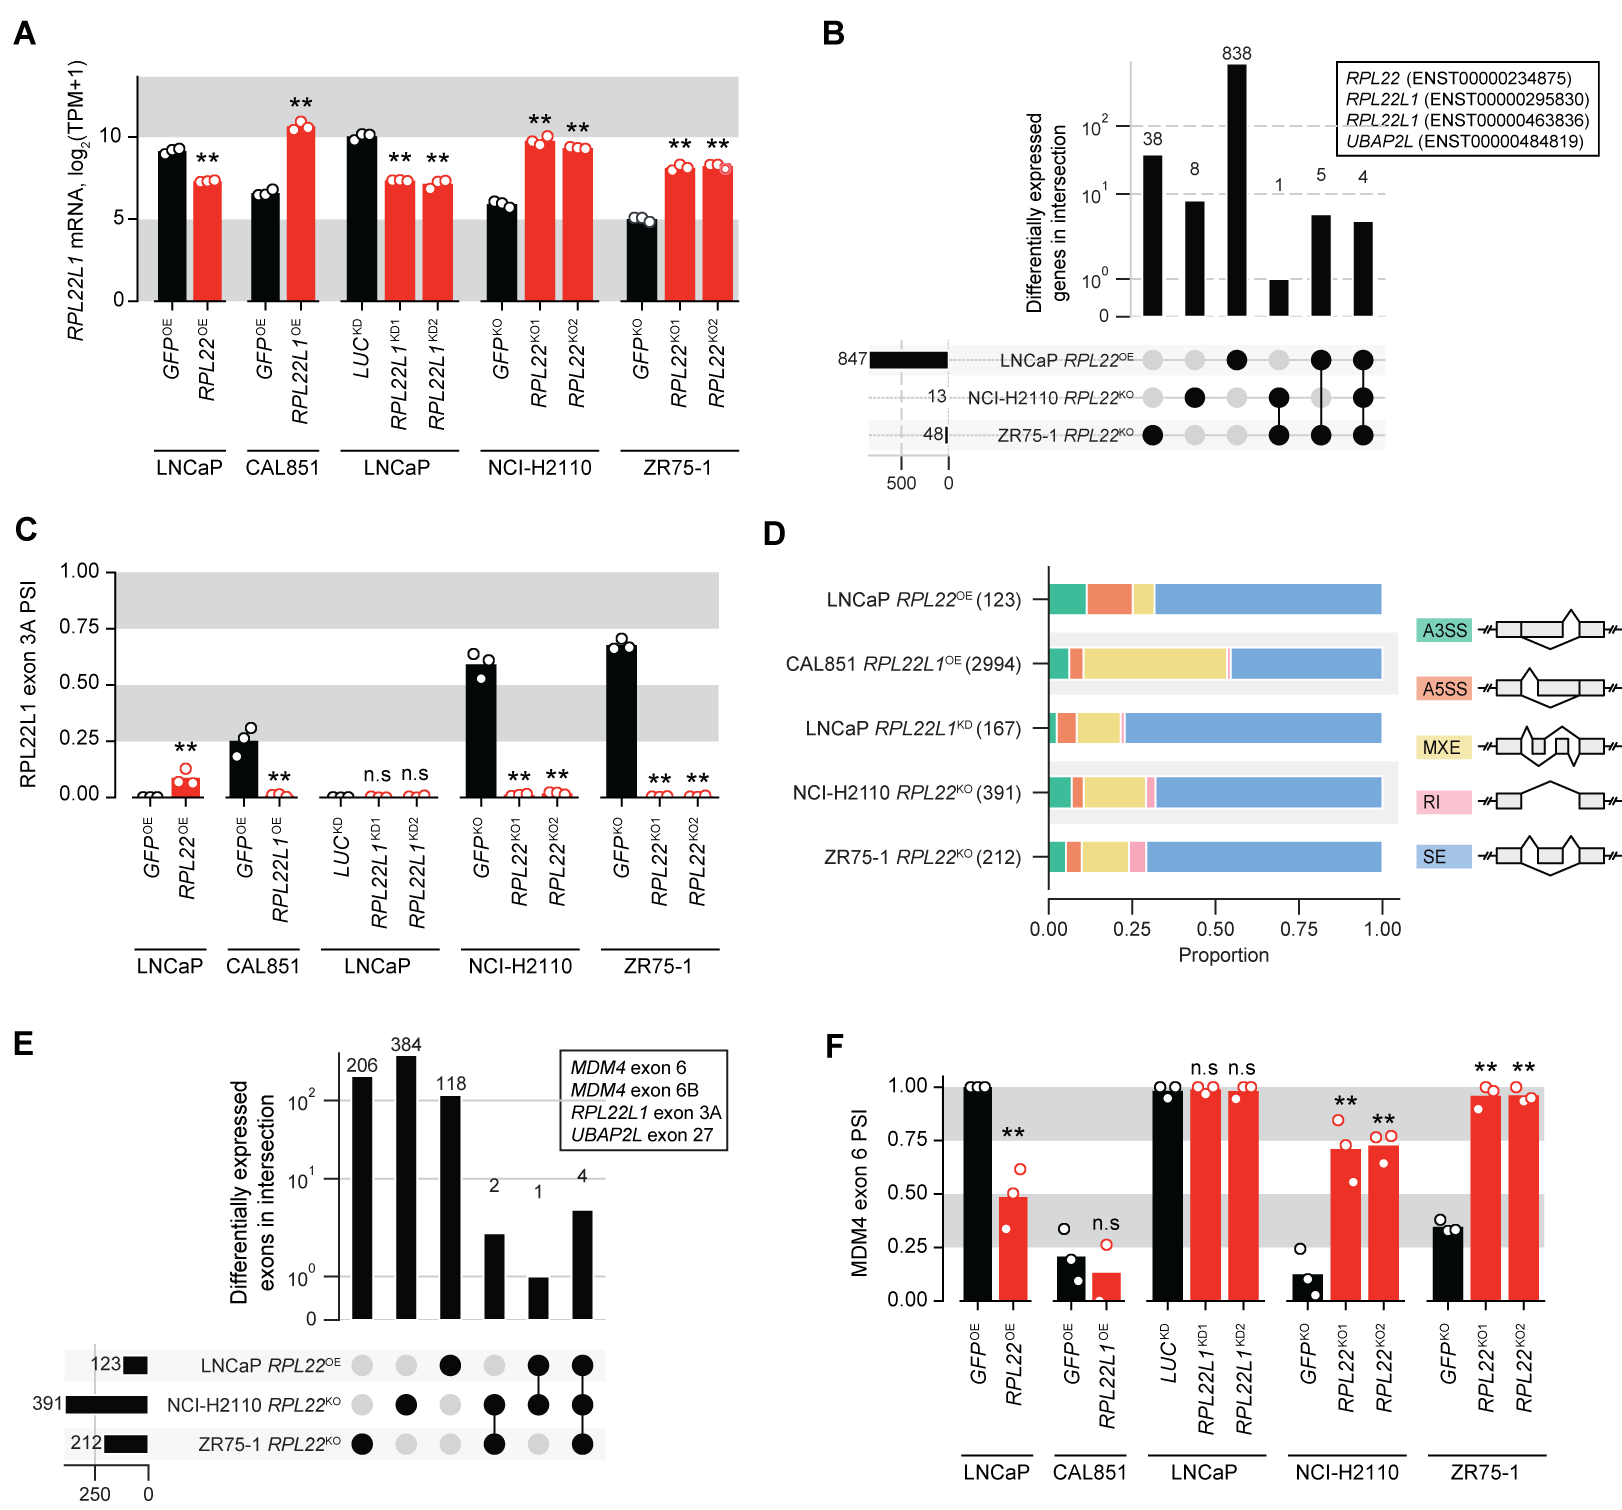 A
RPL22L1 mRNA, log2(TPM+1)
10
5
0
** ** ** ** ** ** ** **
GFP^OE RPL22^OE GFP^OE RPL22L1^OE LUC^KD RPL22L1^KD1 RPL22L1^KD2 GFP^KO RPL22^KO1 RPL22^KO2 GFP^KO RPL22^KO1 RPL22^KO2
LNCaP CAL851 LNCaP NCI-H2110 ZR75-1
B
Differentially expressed
genes in intersection
10^2
10^1
10^0
0
38 8 838 1 5 4
RPL22 (ENST00000234875)
RPL22L1 (ENST00000295830)
RPL22L1 (ENST00000463836)
UBAP2L (ENST00000484819)
847 LNCaP RPL22^OE
13 NCI-H2110 RPL22^KO
48 ZR75-1 RPL22^KO
500 0
C
RPL22L1 exon 3A PSI
1.00
0.75
0.50
0.25
0.00
** ** n.s n.s ** ** ** **
GFP^OE RPL22^OE GFP^OE RPL22L1^OE LUC^KD RPL22L1^KD1 RPL22L1^KD2 GFP^KO RPL22^KO1 RPL22^KO2 GFP^KO RPL22^KO1 RPL22^KO2
LNCaP CAL851 LNCaP NCI-H2110 ZR75-1
D
LNCaP RPL22^OE (123)
CAL851 RPL22L1^OE (2994)
LNCaP RPL22L1^KD (167)
NCI-H2110 RPL22^KO (391)
ZR75-1 RPL22^KO (212)
0.00 0.25 0.50 0.75 1.00
Proportion
A3SS
A5SS
MXE
RI
SE
E
Differentially expressed
exons in intersection
10^2
10^1
10^0
0
206 384 118 2 1 4
MDM4 exon 6
MDM4 exon 6B
RPL22L1 exon 3A
UBAP2L exon 27
123 LNCaP RPL22^OE
391 NCI-H2110 RPL22^KO
212 ZR75-1 RPL22^KO
250 0
F
MDM4 exon 6 PSI
1.00
0.75
0.50
0.25
0.00
** n.s n.s n.s ** ** ** **
GFP^OE RPL22^OE GFP^OE RPL22L1^OE LUC^KD RPL22L1^KD1 RPL22L1^KD2 GFP^KO RPL22^KO1 RPL22^KO2 GFP^KO RPL22^KO1 RPL22^KO2
LNCaP CAL851 LNCaP NCI-H2110 ZR75-1